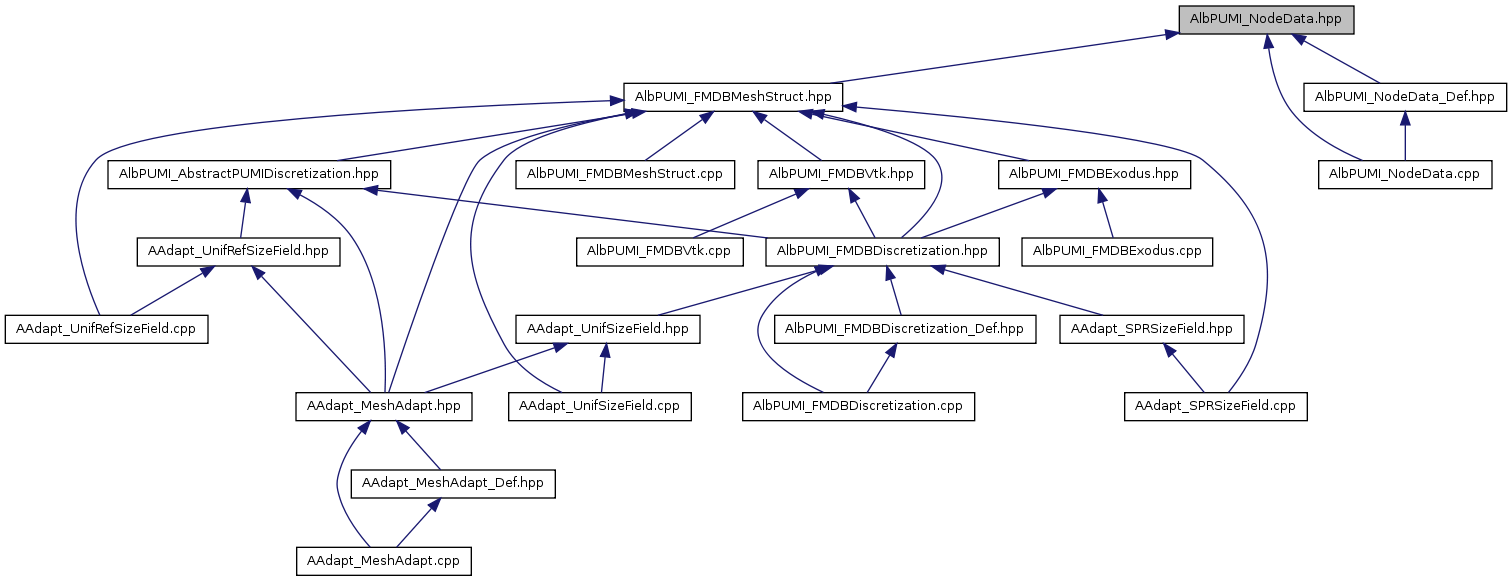 AlbPUMI_NodeData.hpp
AlbPUMI_FMDBMeshStruct.hpp
AlbPUMI_NodeData_Def.hpp
AlbPUMI_AbstractPUMIDiscretization.hpp
AlbPUMI_FMDBMeshStruct.cpp
AlbPUMI_FMDBVtk.hpp
AlbPUMI_FMDBExodus.hpp
AlbPUMI_NodeData.cpp
AAdapt_UnifRefSizeField.hpp
AlbPUMI_FMDBVtk.cpp
AlbPUMI_FMDBDiscretization.hpp
AlbPUMI_FMDBExodus.cpp
AAdapt_UnifRefSizeField.cpp
AAdapt_UnifSizeField.hpp
AlbPUMI_FMDBDiscretization_Def.hpp
AAdapt_SPRSizeField.hpp
AAdapt_MeshAdapt.hpp
AAdapt_UnifSizeField.cpp
AlbPUMI_FMDBDiscretization.cpp
AAdapt_SPRSizeField.cpp
AAdapt_MeshAdapt_Def.hpp
AAdapt_MeshAdapt.cpp